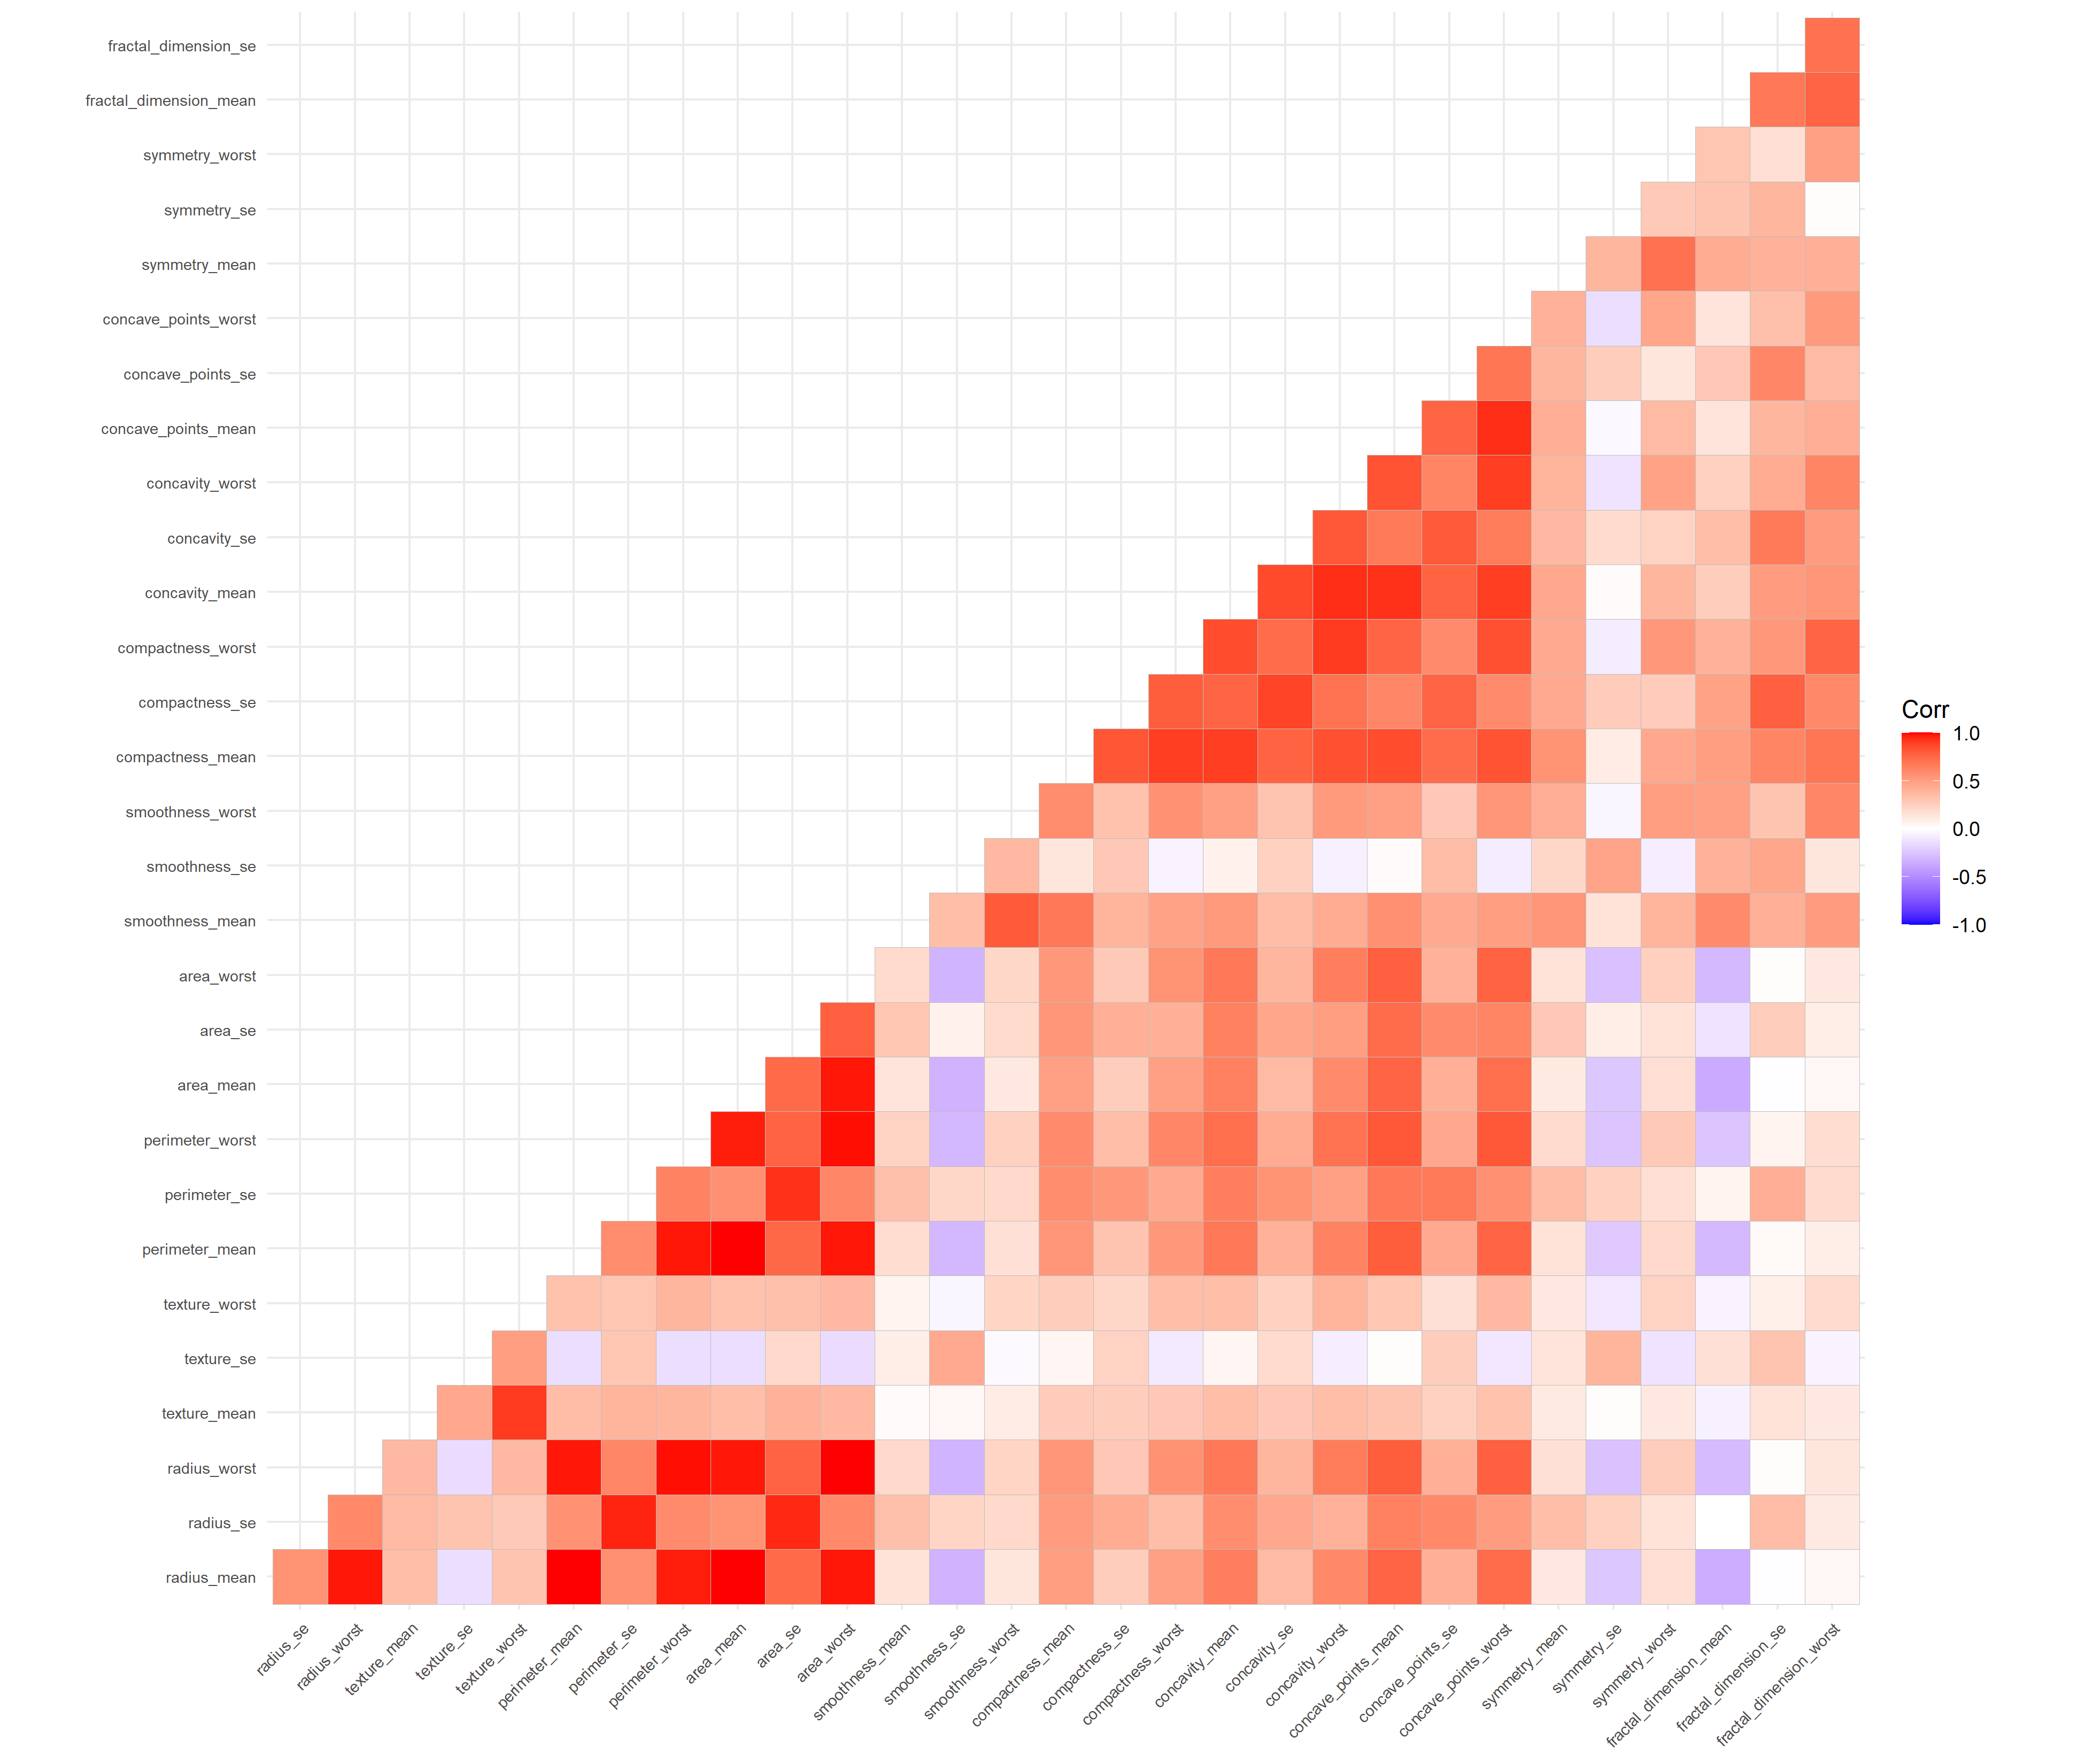 fractal_dimension_se
fractal_dimension_mean
symmetry_worst
symmetry_se
symmetry_mean
concave_points_worst
concave_points_se
concave_points_mean
concavity_worst
concavity_se
concavity_mean
compactness_worst
compactness_se
compactness_mean
smoothness_worst
smoothness_se
smoothness_mean
area_worst
area_se
area_mean
perimeter_worst
perimeter_se
perimeter_mean
texture_worst
texture_se
texture_mean
radius_worst
radius_se
radius_mean
radius_se
radius_worst
texture_mean
texture_se
texture_worst
perimeter_mean
perimeter_se
perimeter_worst
area_mean
area_se
area_worst
smoothness_mean
smoothness_se
smoothness_worst
compactness_mean
compactness_se
compactness_worst
concavity_mean
concavity_se
concavity_worst
concave_points_mean
concave_points_se
concave_points_worst
symmetry_mean
symmetry_se
symmetry_worst
fractal_dimension_mean
fractal_dimension_se
fractal_dimension_worst
Corr
1.0
0.5
0.0
-0.5
-1.0